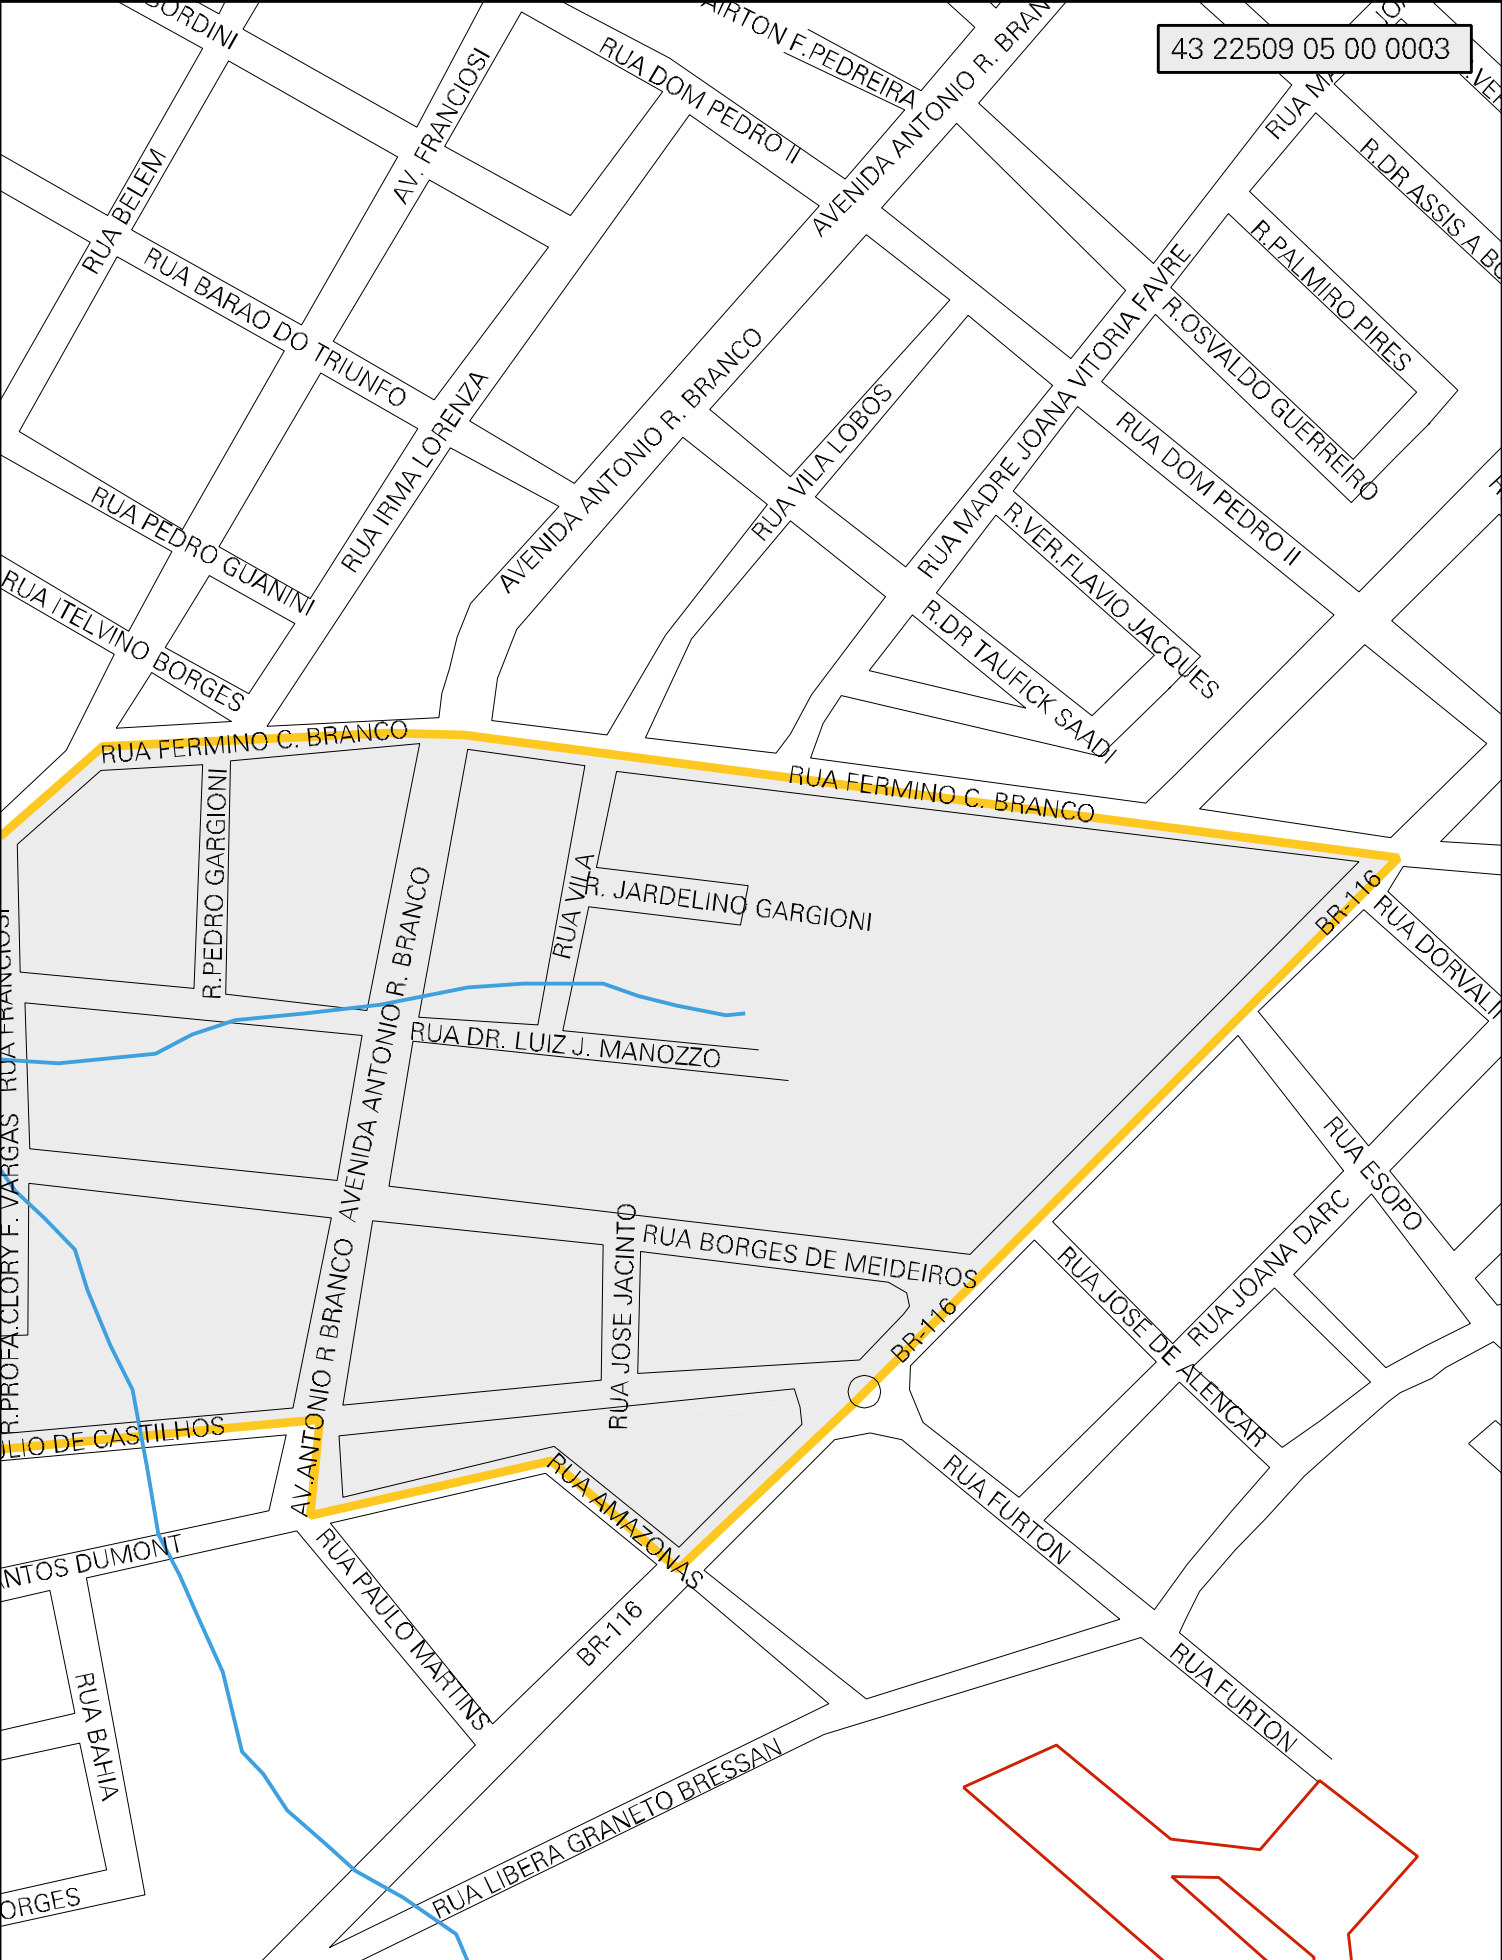 BORDINI
AIRTON F.PEDREIRA
43 22509 05 00 0003
RUA DOM PEDRO II
AV. FRANCIOSI
AVENIDA ANTONIO R. BRAN
RUA MA
R.DR ASSIS A BO
RUA BELEM
R.PALMIRO PIRES
RUA BARAO DO TRIUNFO
R.OSVALDO GUERREIRO
RUA MADRE JOANA VITORIA FAVRE
AVENIDA ANTONIO R. BRANCO
RUA VILA LOBOS
RUA IRMA LORENZA
RUA DOM PEDRO II
RUA PEDRO GUANINI
R.VER.FLAVIO JACQUES
RUA ITELVINO BORGES
R.DR TAUFICK SAADI
RUA FERMINO C. BRANCO
RUA FERMINO C. BRANCO
R.PEDRO GARGIONI
RUA VILA
R. JARDELINO GARGIONI
BR-116
RUA DORVALI
RUA FRANCIOSI
AVENIDA ANTONIO R. BRANCO
RUA DR. LUIZ J. MANOZZO
RUA ESOPO
R.PROFA.CLORY F. VARGAS
RUA JOSE JACINTO
RUA BORGES DE MEIDEIROS
RUA JOANA DARC
RUA JOSE DE ALENCAR
BR-116
AV.ANTONIO R BRANCO
ULIO DE CASTILHOS
RUA AMAZONAS
RUA FURTON
ANTOS DUMONT
RUA PAULO MARTINS
BR-116
RUA BAHIA
RUA FURTON
RUA LIBERA GRANETO BRESSAN
ORGES